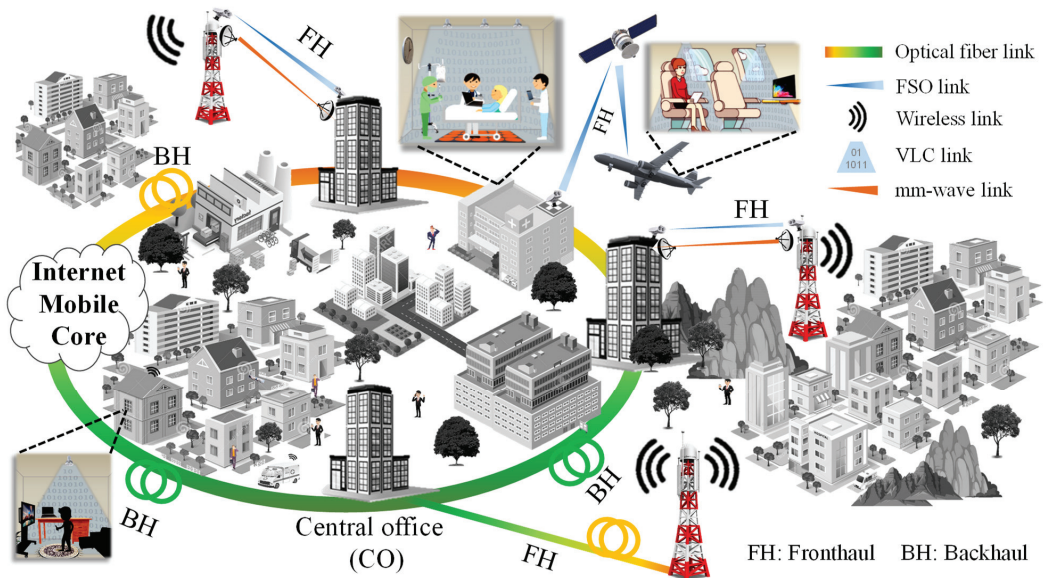 FH
FH
Optical fiber link
FSO link
Wireless link
01
1011
VLC link
mm-wave link
BH
FH
Internet
Mobile
Core
BH
BH
Central office
(CO)
FH
FH: Fronthaul BH: Backhaul